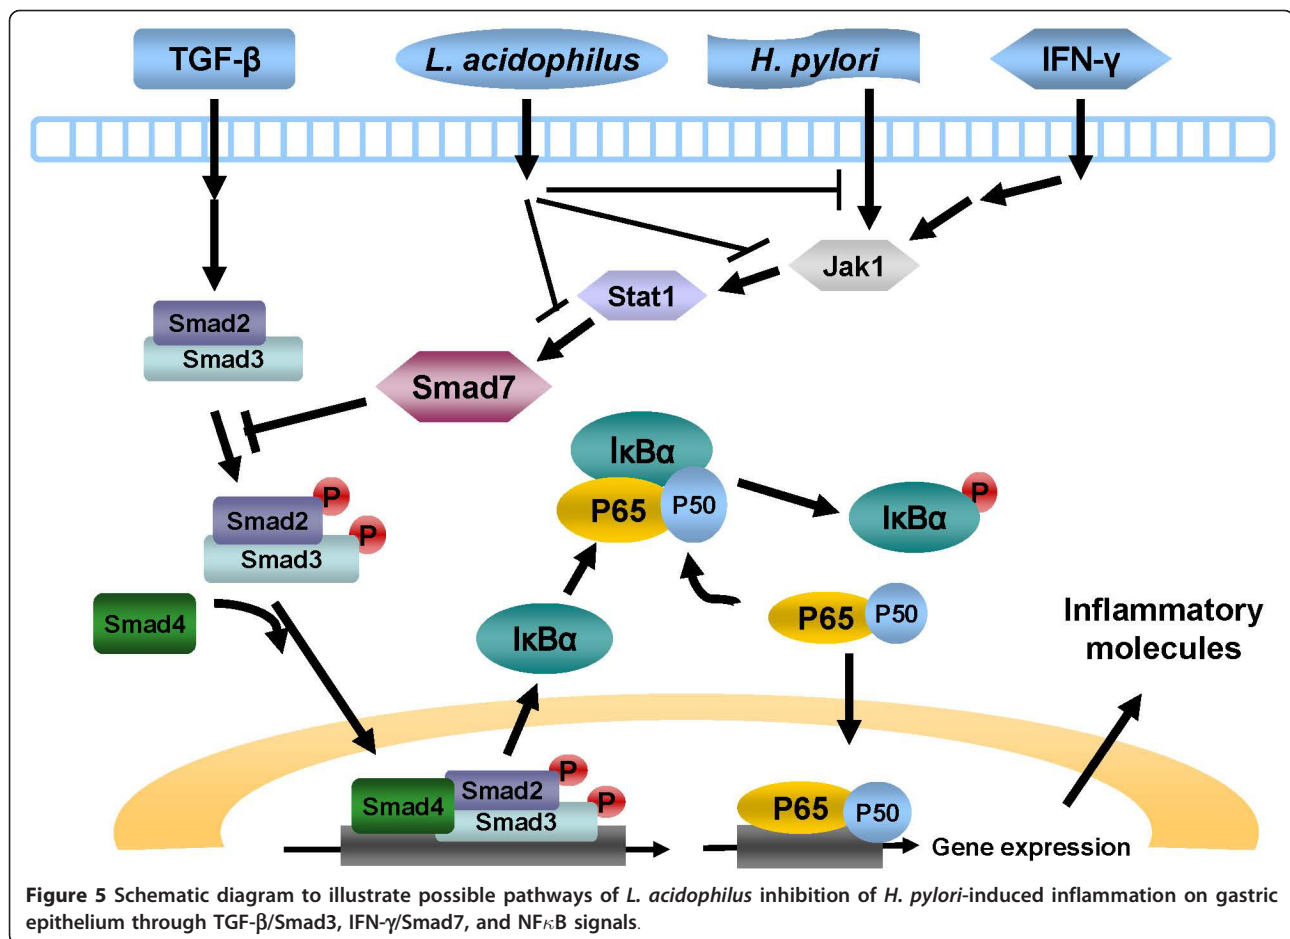 TGF-β
L. acidophilus
H. pylori
IFN-γ
Jak1
Stat1
Smad2
Smad3
Smad7
IκBα
P65
P50
P
IκBα
P
Smad2
P
Smad3
Smad4
IκBα
P65
P50
Inflammatory
molecules
P
Smad2
P
Smad4
Smad3
P65
P50
Gene expression
Figure 5 Schematic diagram to illustrate possible pathways of L. acidophilus inhibition of H. pylori-induced inflammation on gastric
epithelium through TGF-β/Smad3, IFN-γ/Smad7, and NFκB signals.